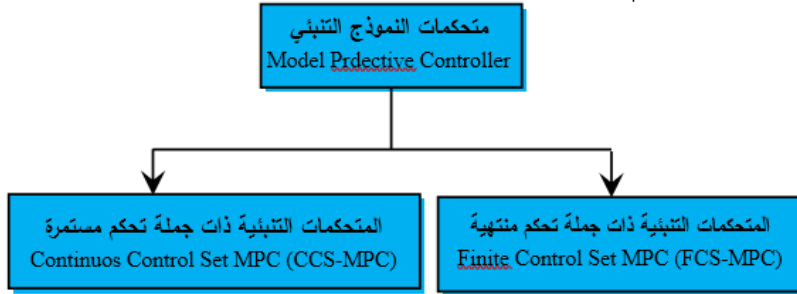 متحكمات النموذج التنبئي
Model Prdective Controller
المتحكمات التنبئية ذات جملة تحكم مستمرة
Continuos Control Set MPC (CCS-MPC)
المتحكمات التنبئية ذات جملة تحكم منتهية
Finite Control Set MPC (FCS-MPC)